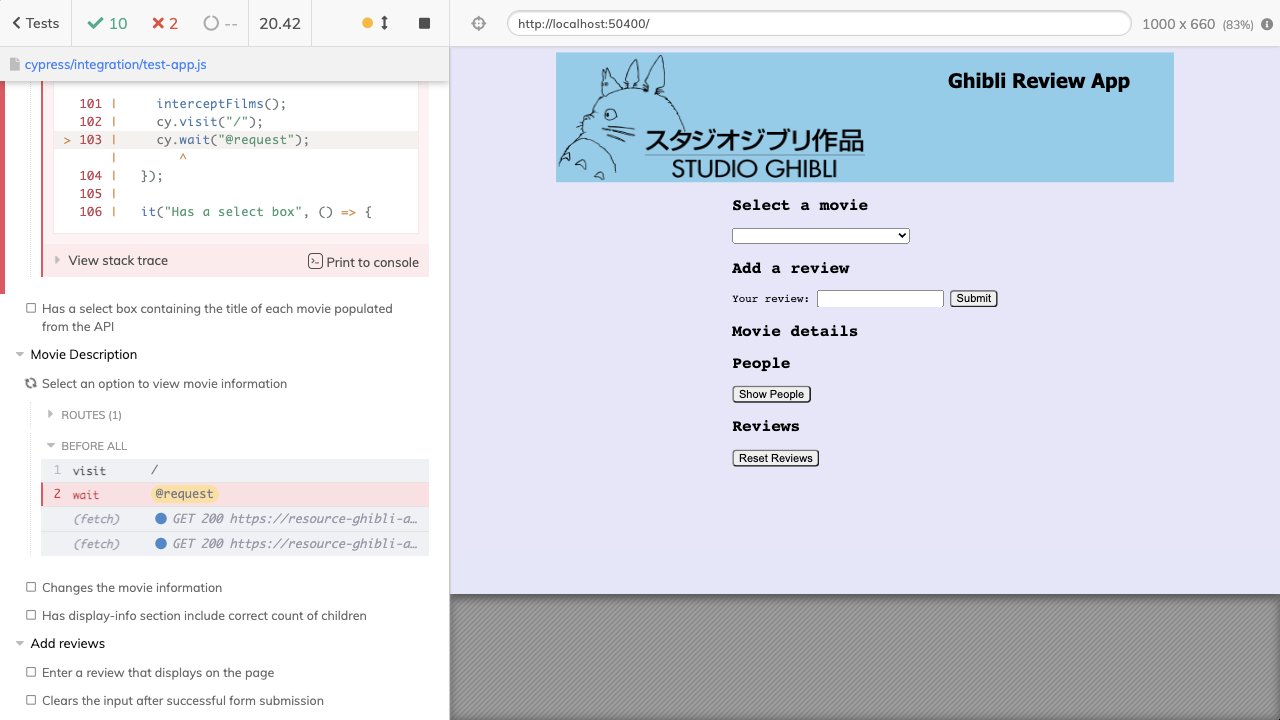 Tests
10
2
--
20.42
http://localhost:50400/
1000 x 660 (83%)
cypress/integration/test-app.js
101 | interceptFilms();
102 | cy.visit("/");
> 103 | cy.wait("@request");
| ^
104 | });
105 |
106 | it("Has a select box", () => {
View stack trace
Print to console
Has a select box containing the title of each movie populated
from the API
Movie Description
Select an option to view movie information
ROUTES (1)
BEFORE ALL
1 visit /
2 wait @request
(fetch) GET 200 https://resource-ghibli-a…
(fetch) GET 200 https://resource-ghibli-a…
Changes the movie information
Has display-info section include correct count of children
Add reviews
Enter a review that displays on the page
Clears the input after successful form submission
Ghibli Review App
スタジオジブリ作品
STUDIO GHIBLI
Select a movie
Add a review
Your review: Submit
Movie details
People
Show People
Reviews
Reset Reviews